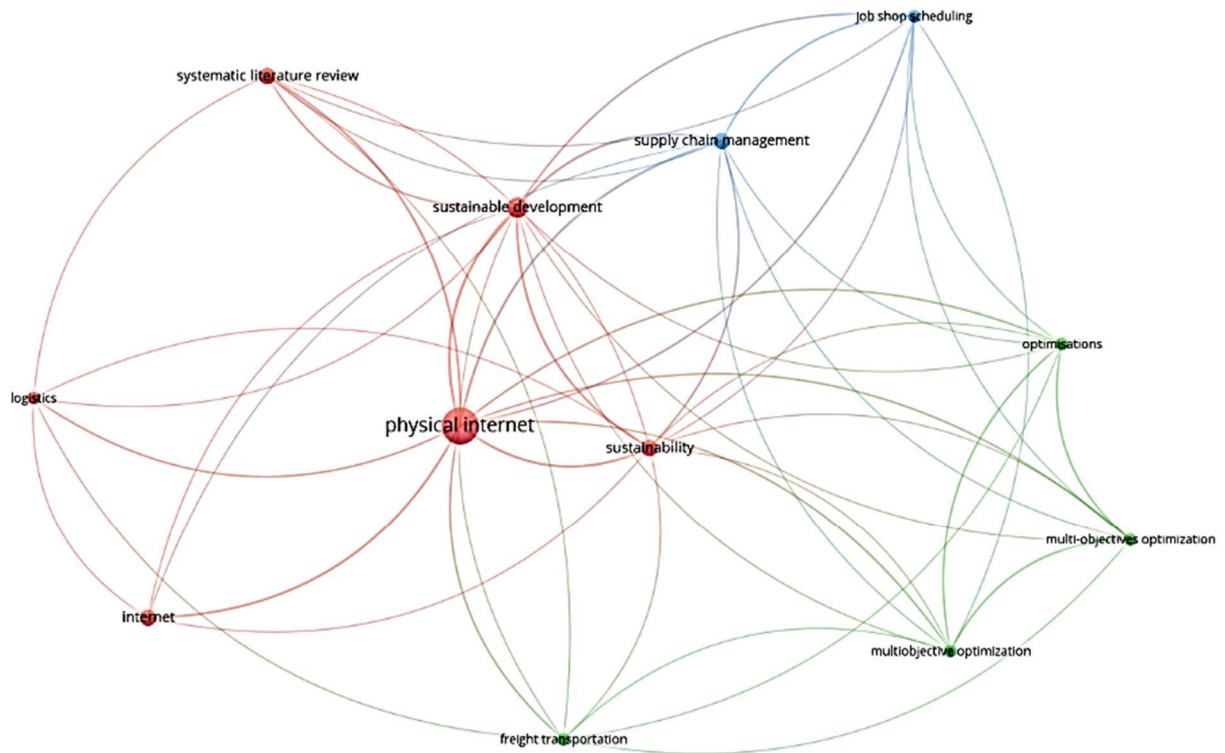 job shop scheduling
systematic literature review
supply chain management
sustainable development
optimisations
logistics
physical internet
sustainability
multi-objectives optimization
internet
multiobjective optimization
freight transportation